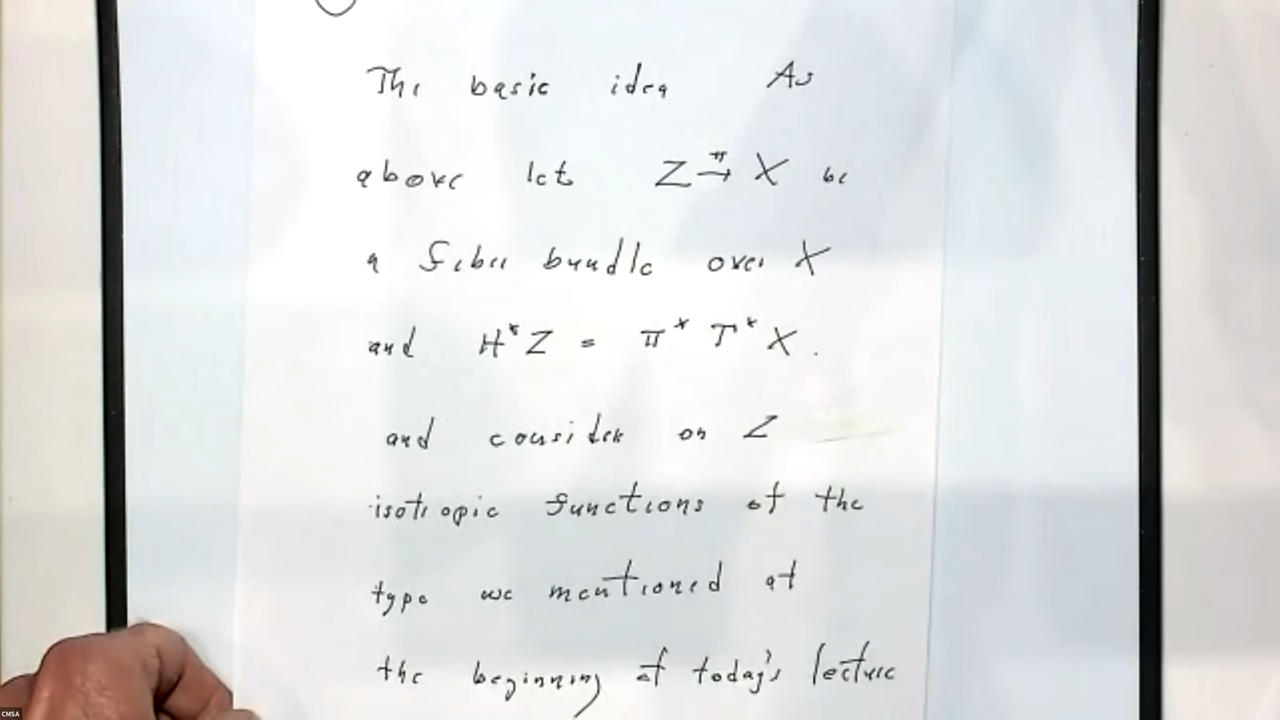 The basic idea As
above let Z →^π X be
a fiber bundle over X
and H*Z = π* T* X.
and consider on Z
isotropic functions of the
type we mentioned at
the beginning of today's lecture
CMSA